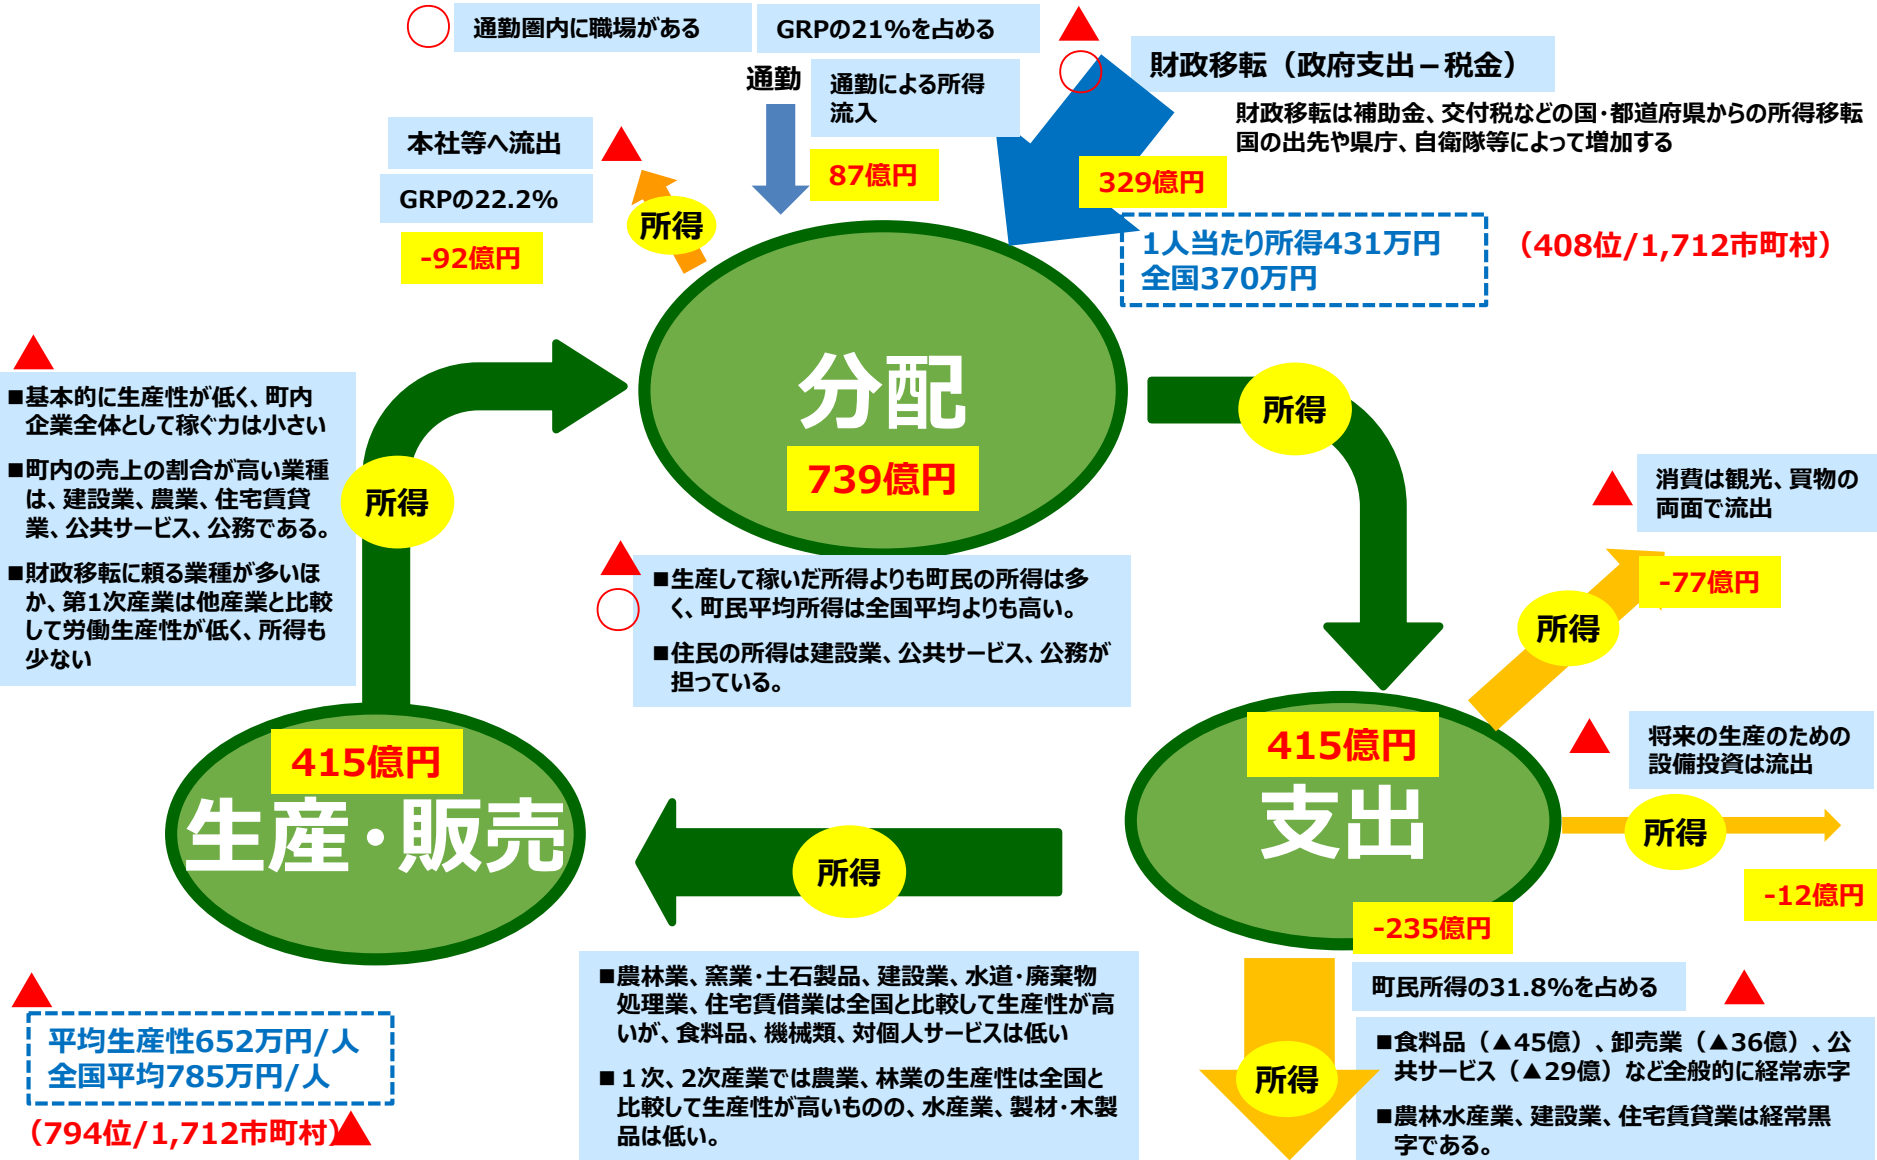 通勤圏内に職場がある
GRPの21%を占める
財政移転（政府支出－税金）
通勤
通勤による所得
流入
財政移転は補助金、交付税などの国・都道府県からの所得移転
国の出先や県庁、自衛隊等によって増加する
本社等へ流出
GRPの22.2%
-92億円
所得
87億円
329億円
1人当たり所得431万円
全国370万円
（408位/1,712市町村）
分配
739億円
■基本的に生産性が低く、町内
企業全体として稼ぐ力は小さい
■町内の売上の割合が高い業種
は、建設業、農業、住宅賃貸
業、公共サービス、公務である。
■財政移転に頼る業種が多いほ
か、第1次産業は他産業と比較
して労働生産性が低く、所得も
少ない
所得
所得
■生産して稼いだ所得よりも町民の所得は多
く、町民平均所得は全国平均よりも高い。
■住民の所得は建設業、公共サービス、公務が
担っている。
消費は観光、買物の
両面で流出
-77億円
所得
415億円
生産・販売
415億円
支出
将来の生産のための
設備投資は流出
所得
-12億円
所得
-235億円
町民所得の31.8%を占める
所得
■食料品（▲45億）、卸売業（▲36億）、公
共サービス（▲29億）など全般的に経常赤字
■農林水産業、建設業、住宅賃貸業は経常黒
字である。
■農林業、窯業・土石製品、建設業、水道・廃棄物
処理業、住宅賃借業は全国と比較して生産性が高
いが、食料品、機械類、対個人サービスは低い
■１次、2次産業では農業、林業の生産性は全国と
比較して生産性が高いものの、水産業、製材・木製
品は低い。
平均生産性652万円/人
全国平均785万円/人
（794位/1,712市町村）